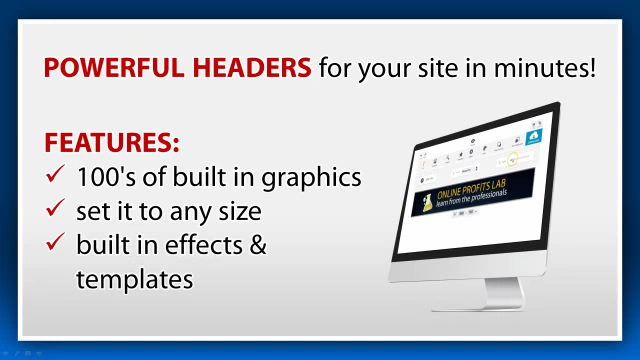 POWERFUL HEADERS for your site in minutes!
FEATURES:
100's of built in graphics
set it to any size
built in effects &
templates
ONLINE PROFITS LAB
learn from the professionals